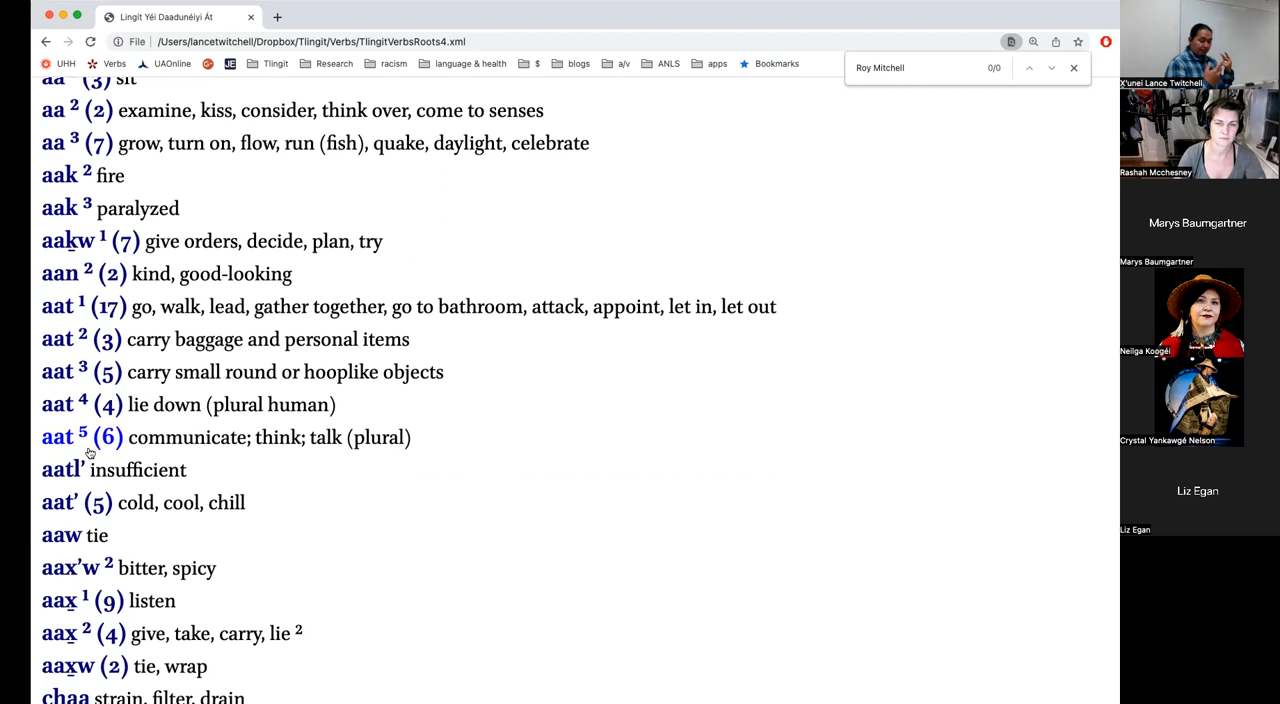 Lingít Yéi Daadunéiyi Át
File | /Users/lancetwitchell/Dropbox/Tlingit/Verbs/TlingitVerbsRoots4.xml
UHH Verbs UAOnline JE Tlingit Research racism language & health $ blogs a/v ANLS apps Bookmarks
Roy Mitchell 0/0
aa (3) sit
aa 2 (2) examine, kiss, consider, think over, come to senses
aa 3 (7) grow, turn on, flow, run (fish), quake, daylight, celebrate
aak 2 fire
aak 3 paralyzed
aaḵw 1 (7) give orders, decide, plan, try
aan 2 (2) kind, good-looking
aat 1 (17) go, walk, lead, gather together, go to bathroom, attack, appoint, let in, let out
aat 2 (3) carry baggage and personal items
aat 3 (5) carry small round or hooplike objects
aat 4 (4) lie down (plural human)
aat 5 (6) communicate; think; talk (plural)
aatl’ insufficient
aat’ (5) cold, cool, chill
aaw tie
aax’w 2 bitter, spicy
aax̱ 1 (9) listen
aax̱ 2 (4) give, take, carry, lie 2
aax̱w (2) tie, wrap
chaa strain, filter, drain
X'unei Lance Twitchell
Rashah Mcchesney
Marys Baumgartner
Marys Baumgartner
Neilga Koogéi
Crystal Yankawgé Nelson
Liz Egan
Liz Egan